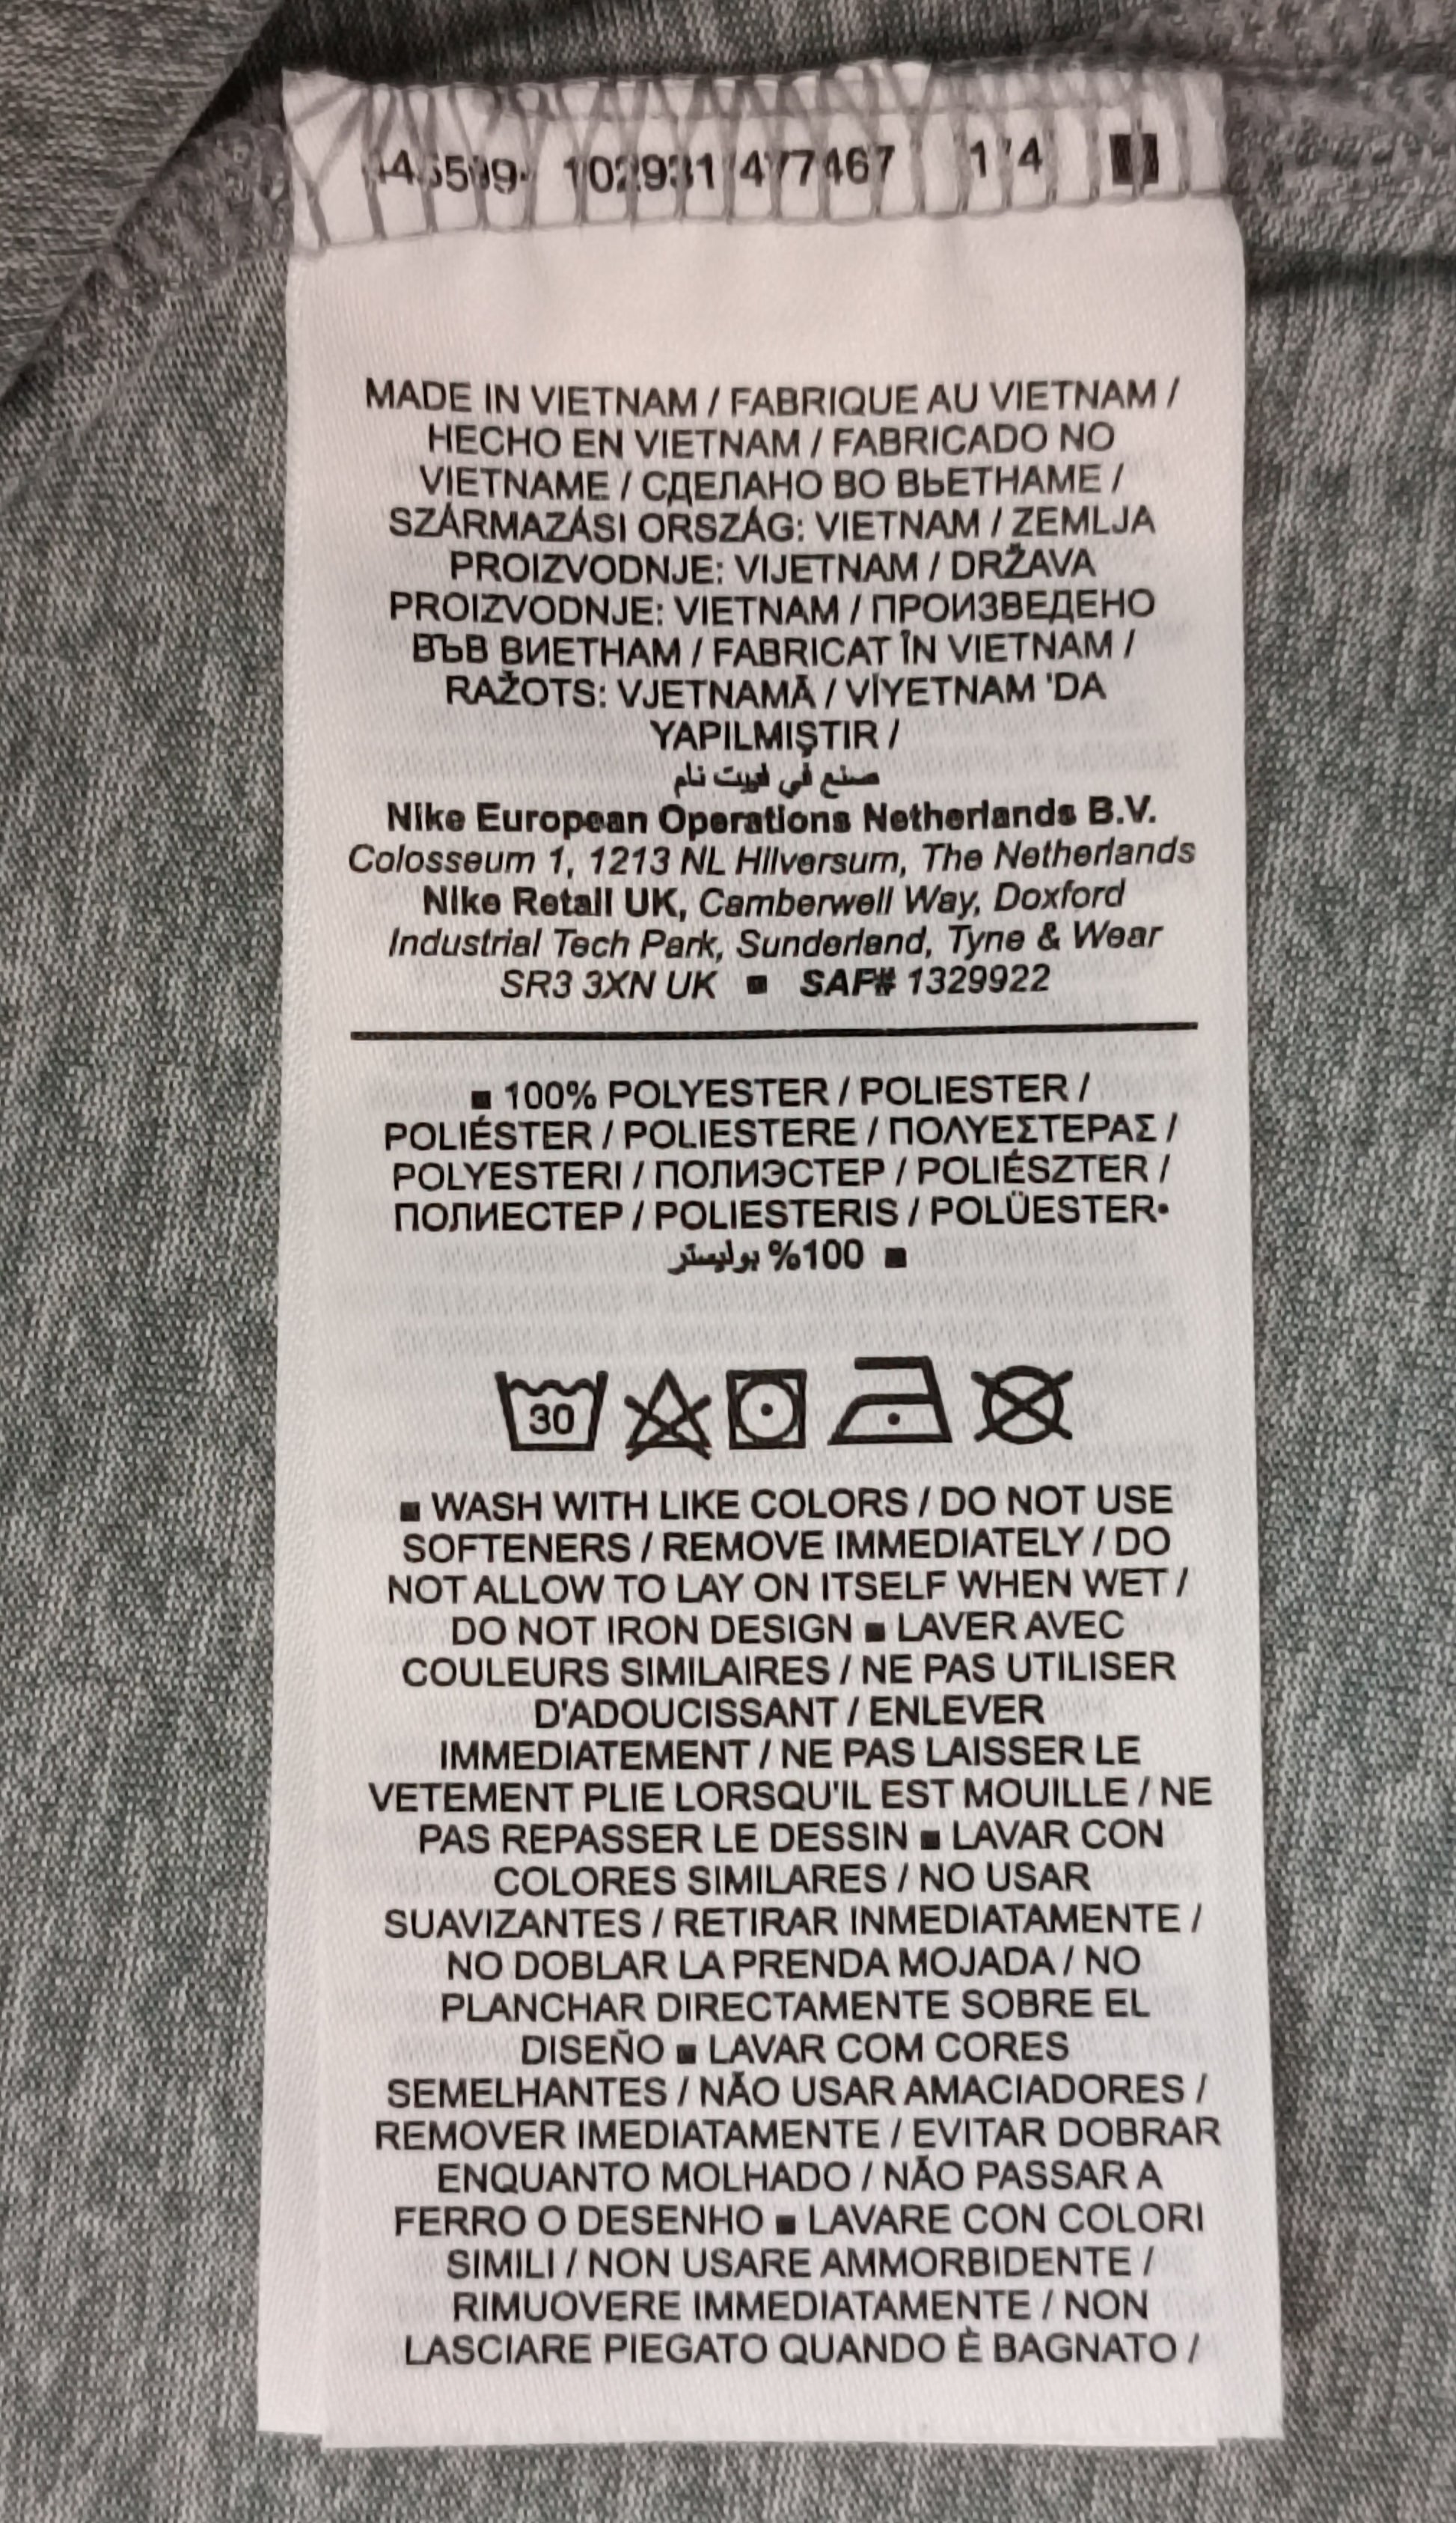 102931 477467 1/4
MADE IN VIETNAM / FABRIQUE AU VIETNAM /
HECHO EN VIETNAM / FABRICADO NO
VIETNAME / СДЕЛАНО ВО ВЬЕТНАМЕ /
SZÁRMAZÁSI ORSZÁG: VIETNAM / ZEMLJA
PROIZVODNJE: VIJETNAM / DRŽAVA
PROIZVODNJE: VIETNAM / ПРОИЗВЕДЕНО
ВЪВ ВИЕТНАМ / FABRICAT ÎN VIETNAM /
RAŽOTS: VJETNAMĀ / VİYETNAM 'DA
YAPILMIŞTIR /
صنع في فييت نام
Nike European Operations Netherlands B.V.
Colosseum 1, 1213 NL Hilversum, The Netherlands
Nike Retail UK, Camberwell Way, Doxford
Industrial Tech Park, Sunderland, Tyne & Wear
SR3 3XN UK ■ SAF# 1329922
■ 100% POLYESTER / POLIESTER /
POLIÉSTER / POLIESTERE / ΠΟΛΥΕΣΤΕΡΑΣ /
POLYESTERI / ПОЛИЭСТЕР / POLIÉSZTER /
ПОЛИЕСТЕР / POLIESTERIS / POLÜESTER•
■ 100% بوليستر
30
■ WASH WITH LIKE COLORS / DO NOT USE
SOFTENERS / REMOVE IMMEDIATELY / DO
NOT ALLOW TO LAY ON ITSELF WHEN WET /
DO NOT IRON DESIGN ■ LAVER AVEC
COULEURS SIMILAIRES / NE PAS UTILISER
D'ADOUCISSANT / ENLEVER
IMMEDIATEMENT / NE PAS LAISSER LE
VETEMENT PLIE LORSQU'IL EST MOUILLE / NE
PAS REPASSER LE DESSIN ■ LAVAR CON
COLORES SIMILARES / NO USAR
SUAVIZANTES / RETIRAR INMEDIATAMENTE /
NO DOBLAR LA PRENDA MOJADA / NO
PLANCHAR DIRECTAMENTE SOBRE EL
DISEÑO ■ LAVAR COM CORES
SEMELHANTES / NÃO USAR AMACIADORES /
REMOVER IMEDIATAMENTE / EVITAR DOBRAR
ENQUANTO MOLHADO / NÃO PASSAR A
FERRO O DESENHO ■ LAVARE CON COLORI
SIMILI / NON USARE AMMORBIDENTE /
RIMUOVERE IMMEDIATAMENTE / NON
LASCIARE PIEGATO QUANDO È BAGNATO /